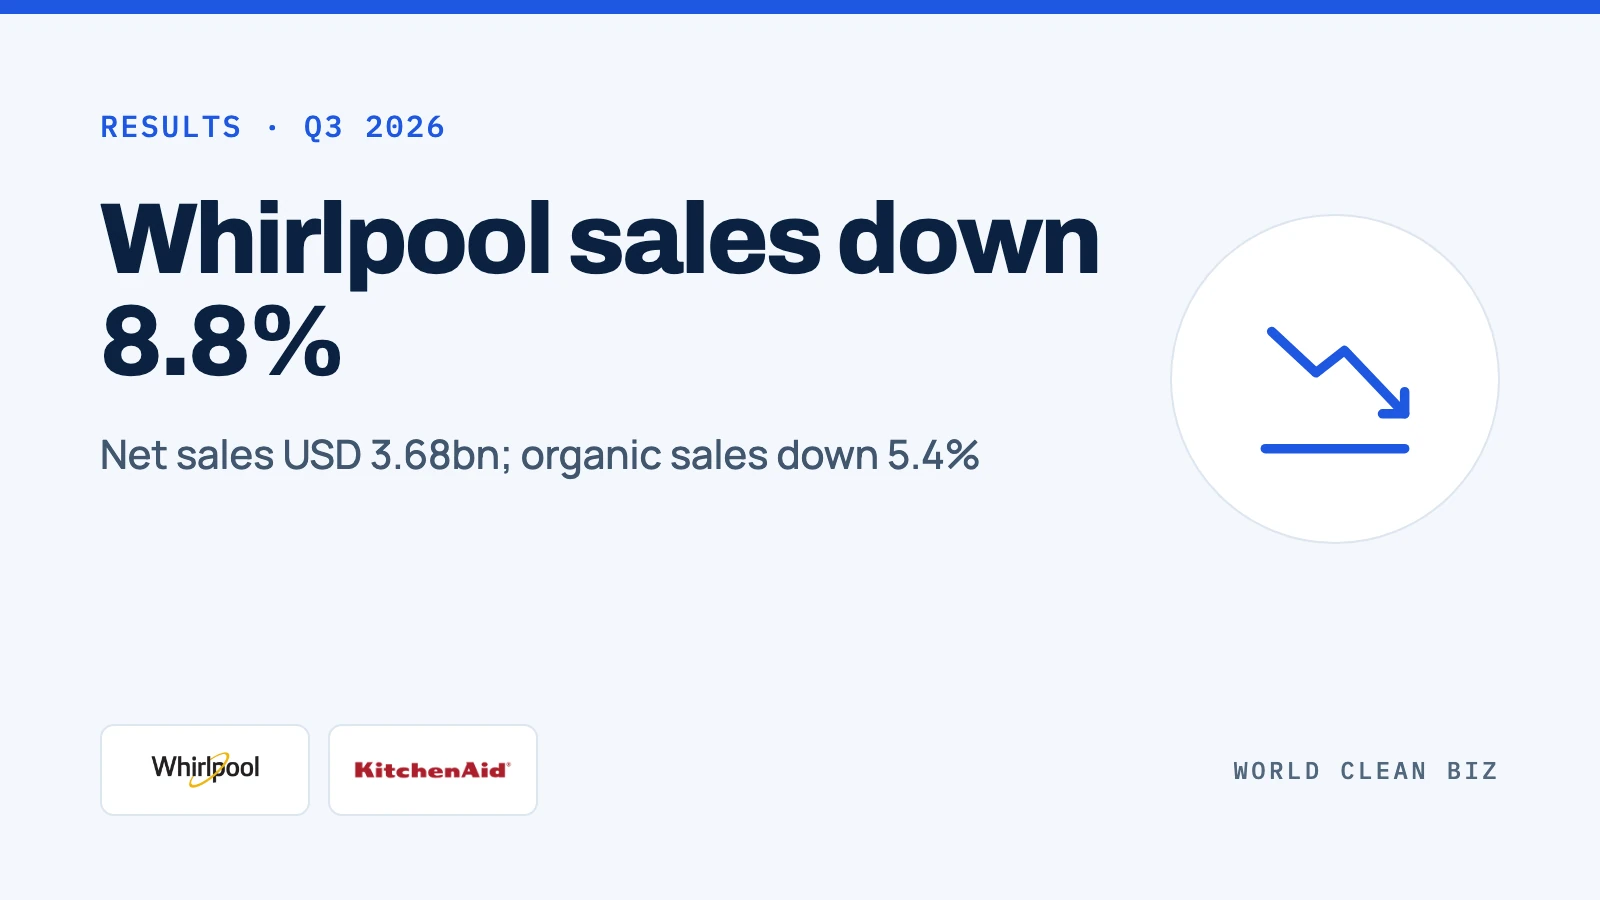 RESULTS · Q3 2026
Whirlpool sales down
8.8%
Net sales USD 3.68bn; organic sales down 5.4%
Whirlpool
KitchenAid®
WORLD CLEAN BIZ